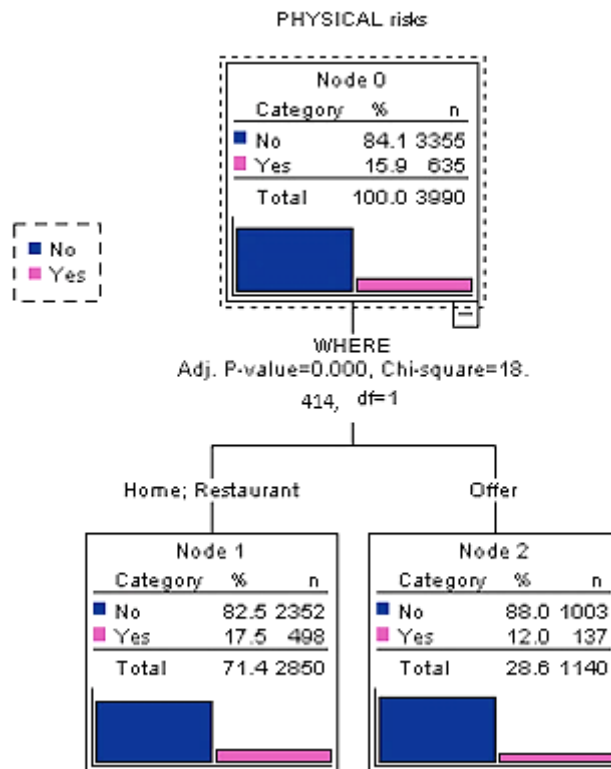 PHYSICAL risks
Node 0
Category % n
No 84.1 3355
Yes 15.9 635
Total 100.0 3990
No
Yes
WHERE
Adj. P-value=0.000, Chi-square=18.
414, df=1
Home; Restaurant
Offer
Node 1
Category % n
No 82.5 2352
Yes 17.5 498
Total 71.4 2850
Node 2
Category % n
No 88.0 1003
Yes 12.0 137
Total 28.6 1140